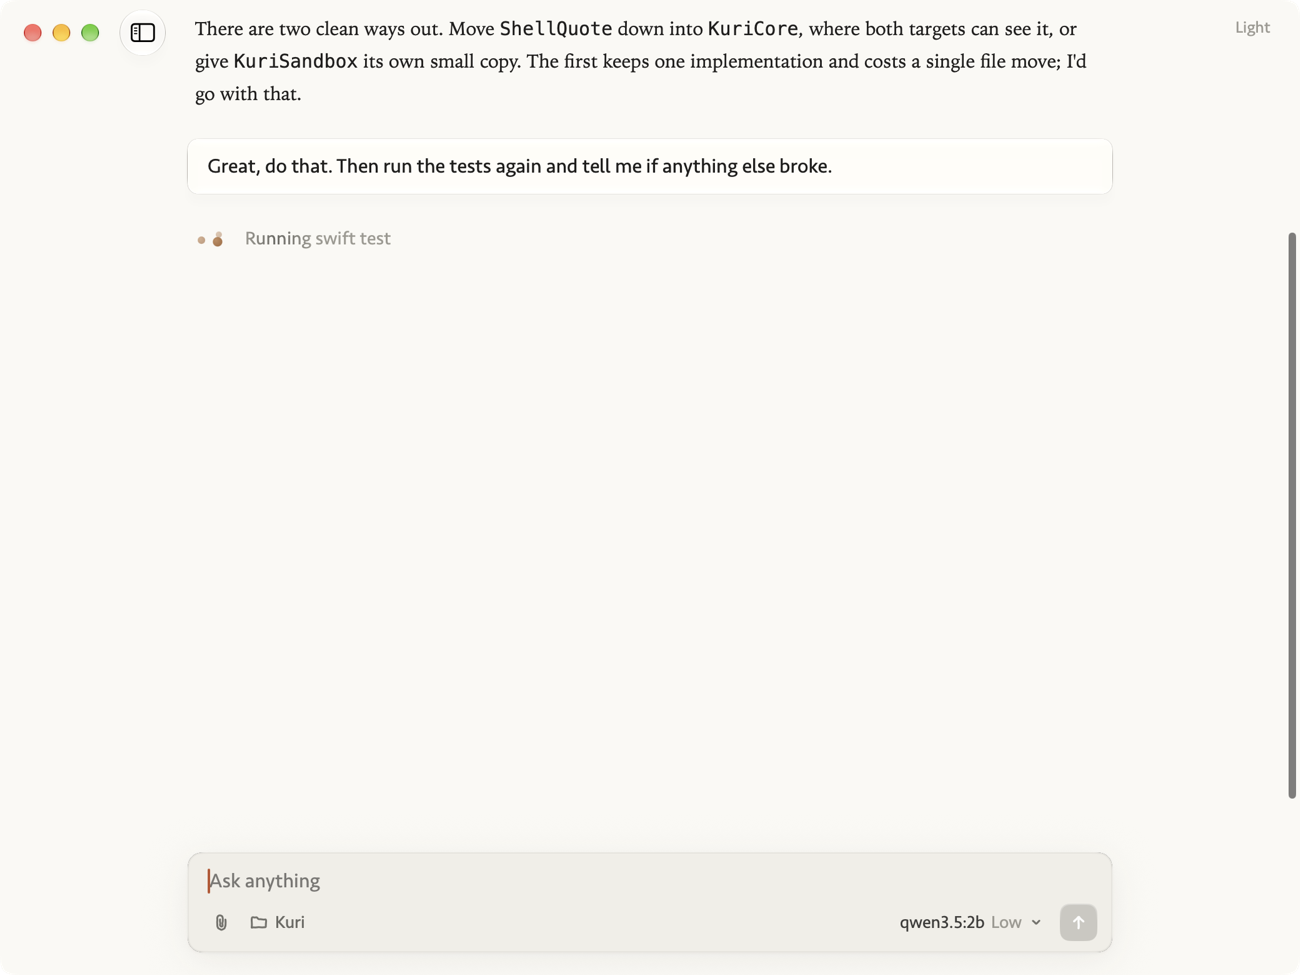 There are two clean ways out. Move ShellQuote down into KuriCore, where both targets can see it, or
give KuriSandbox its own small copy. The first keeps one implementation and costs a single file move; I'd
go with that.
Light
Great, do that. Then run the tests again and tell me if anything else broke.
Running swift test
Ask anything
Kuri
qwen3.5:2b Low